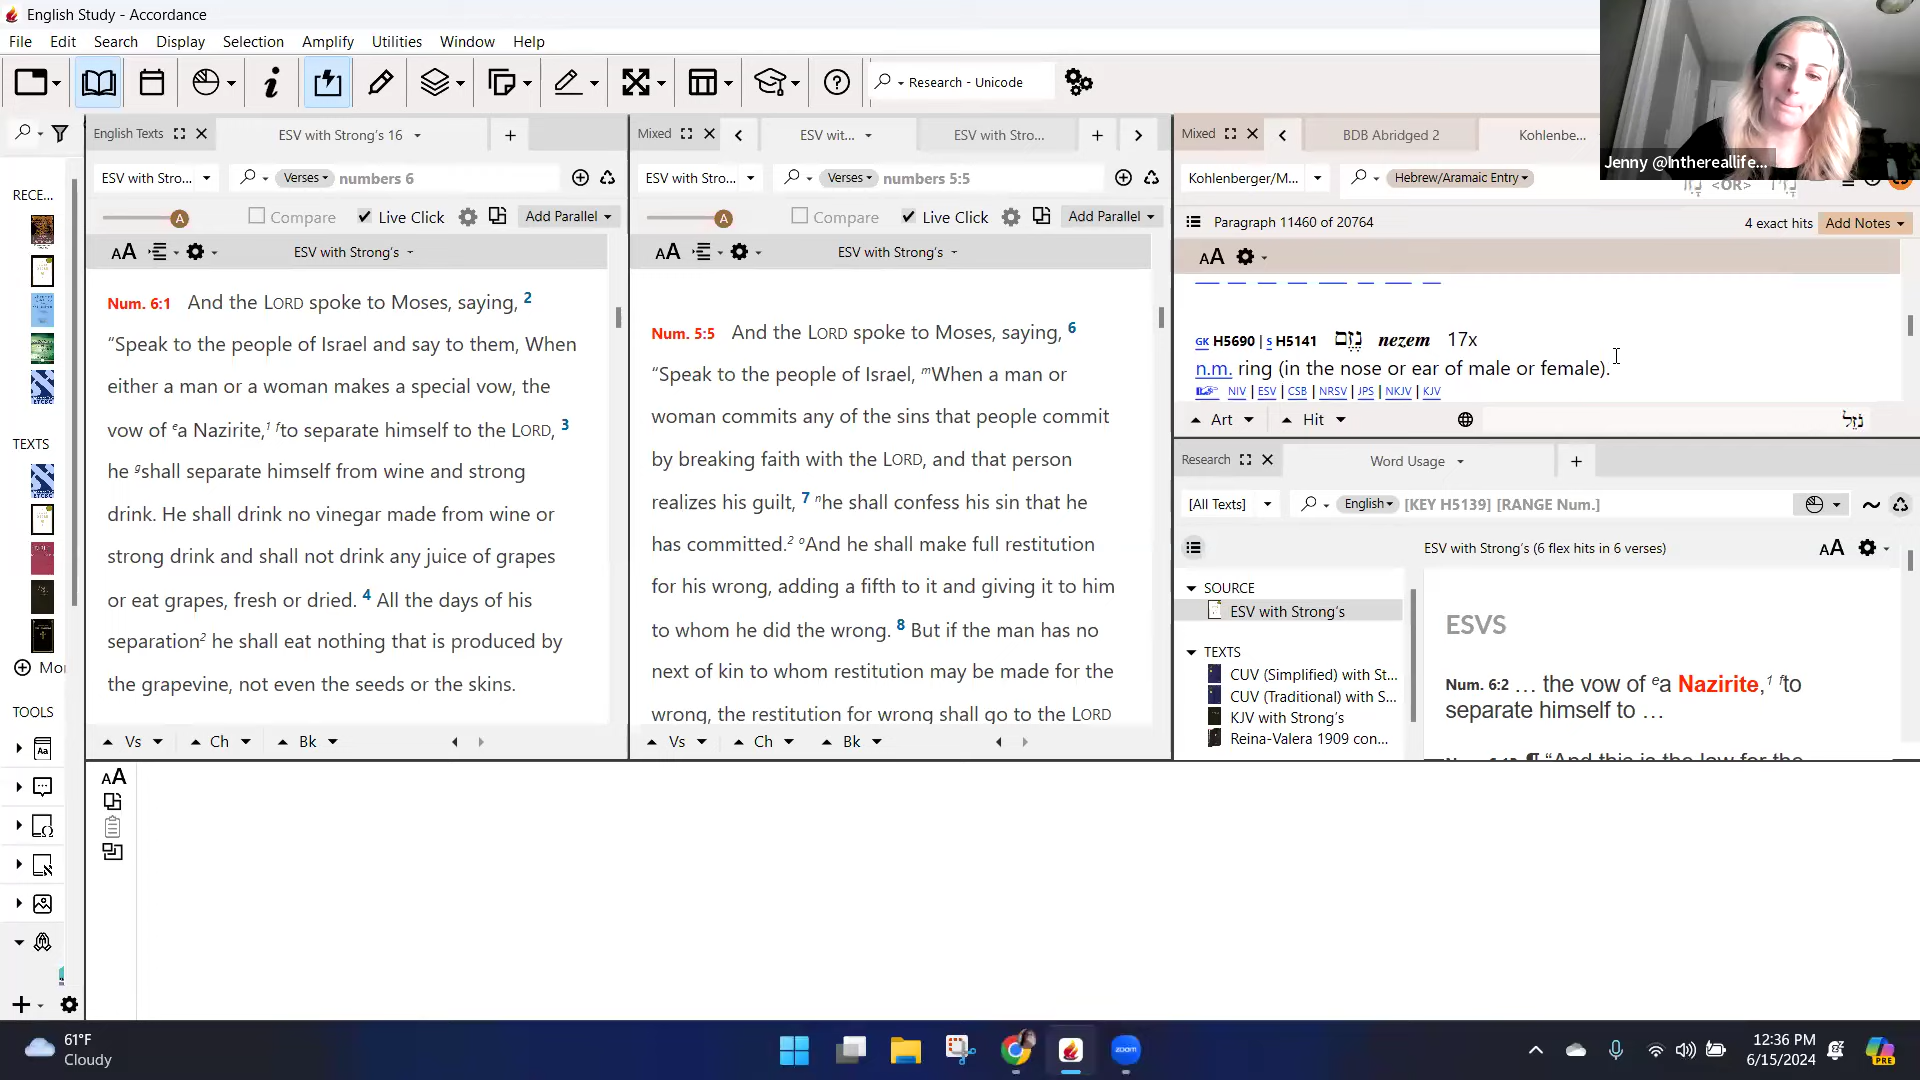 English Study - Accordance
File Edit Search Display Selection Amplify Utilities Window Help
Research - Unicode
Jenny @Inthereallife...
English Texts
ESV with Strong's 16
Mixed
ESV wit...
ESV with Stro...
Mixed
BDB Abridged 2
Kohlenbe...
ESV with Stro...
Verses
numbers 6
ESV with Stro...
Verses
numbers 5:5
Kohlenberger/M...
Hebrew/Aramaic Entry
<OR>
Compare
Live Click
Add Parallel
Compare
Live Click
Add Parallel
Paragraph 11460 of 20764
4 exact hits
Add Notes
ESV with Strong's
ESV with Strong's
RECE...
TEXTS
Mor
TOOLS
Num. 6:1 And the LORD spoke to Moses, saying, 2
"Speak to the people of Israel and say to them, When
either a man or a woman makes a special vow, the
vow of ea Nazirite,1 fto separate himself to the LORD, 3
he gshall separate himself from wine and strong
drink. He shall drink no vinegar made from wine or
strong drink and shall not drink any juice of grapes
or eat grapes, fresh or dried. 4 All the days of his
separation2 he shall eat nothing that is produced by
the grapevine, not even the seeds or the skins.
Vs Ch Bk
Num. 5:5 And the LORD spoke to Moses, saying, 6
"Speak to the people of Israel, mWhen a man or
woman commits any of the sins that people commit
by breaking faith with the LORD, and that person
realizes his guilt, 7 nhe shall confess his sin that he
has committed.2 oAnd he shall make full restitution
for his wrong, adding a fifth to it and giving it to him
to whom he did the wrong. 8 But if the man has no
next of kin to whom restitution may be made for the
wrong, the restitution for wrong shall go to the LORD
Vs Ch Bk
GK H5690 | S H5141 נֶ֫זֶם nezem 17x
n.m. ring (in the nose or ear of male or female).
NIV | ESV | CSB | NRSV | JPS | NKJV | KJV
Art Hit
Research
Word Usage
[All Texts]
English
[KEY H5139] [RANGE Num.]
ESV with Strong's (6 flex hits in 6 verses)
SOURCE
ESV with Strong's
TEXTS
CUV (Simplified) with St...
CUV (Traditional) with S...
KJV with Strong's
Reina-Valera 1909 con...
ESVS
Num. 6:2 … the vow of ea Nazirite,1 fto
separate himself to …
61°F
Cloudy
zoom
12:36 PM
6/15/2024
PRE